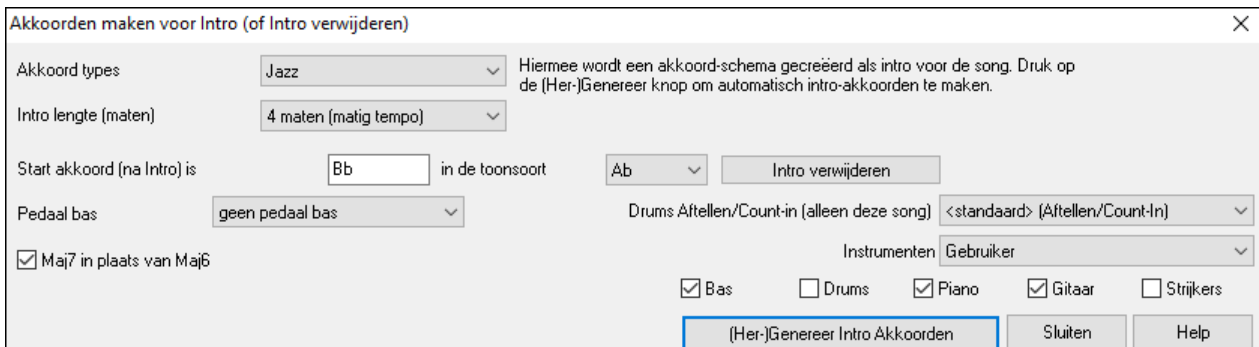 Akkoorden maken voor Intro (of Intro verwijderen)
Akkoord types
Jazz
Hiermee wordt een akkoord-schema gecreëerd als intro voor de song. Druk op
de (Her-)Genereer knop om automatisch intro-akkoorden te maken.
Intro lengte (maten)
4 maten (matig tempo)
Start akkoord (na Intro) is
Bb
in de toonsoort
Ab
Intro verwijderen
Pedaal bas
geen pedaal bas
Drums Aftellen/Count-in (alleen deze song)
<standaard> (Aftellen/Count-In)
Maj7 in plaats van Maj6
Instrumenten
Gebruiker
Bas
Drums
Piano
Gitaar
Strijkers
(Her-)Genereer Intro Akkoorden
Sluiten
Help